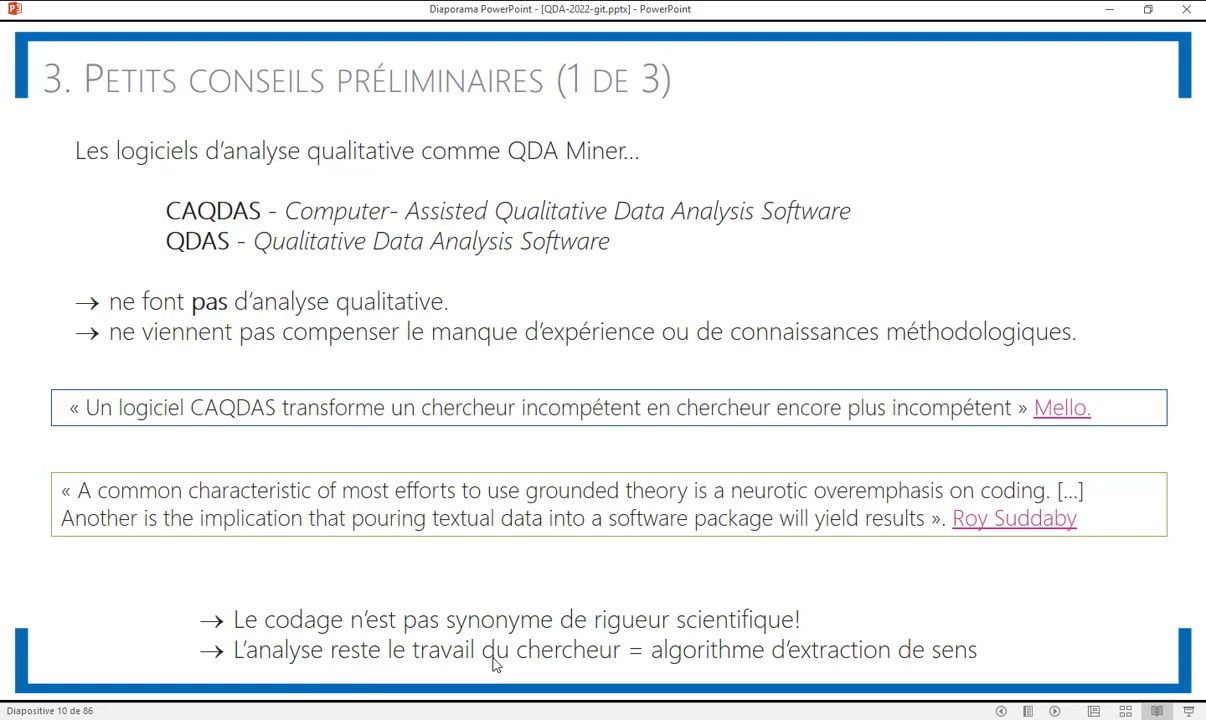 Diaporama PowerPoint - [QDA-2022-git.pptx] - PowerPoint
3. Petits conseils préliminaires (1 de 3)
Les logiciels d’analyse qualitative comme QDA Miner…
CAQDAS - Computer- Assisted Qualitative Data Analysis Software
QDAS - Qualitative Data Analysis Software
→ ne font pas d’analyse qualitative.
→ ne viennent pas compenser le manque d’expérience ou de connaissances méthodologiques.
« Un logiciel CAQDAS transforme un chercheur incompétent en chercheur encore plus incompétent » Mello.
« A common characteristic of most efforts to use grounded theory is a neurotic overemphasis on coding. […]
Another is the implication that pouring textual data into a software package will yield results ». Roy Suddaby
→ Le codage n’est pas synonyme de rigueur scientifique!
→ L’analyse reste le travail du chercheur = algorithme d’extraction de sens
Diapositive 10 de 86